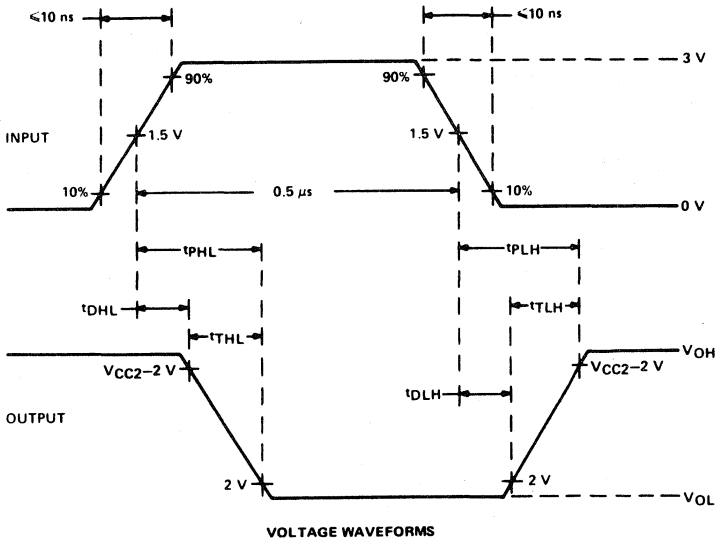 ⩽10 ns
⩽10 ns
3 V
90%
90%
INPUT
1.5 V
1.5 V
10%
0.5 μs
10%
0 V
tPHL
tPLH
tDHL
tTLH
tTHL
VOH
VCC2−2 V
VCC2−2 V
tDLH
OUTPUT
2 V
2 V
VOL
VOLTAGE WAVEFORMS